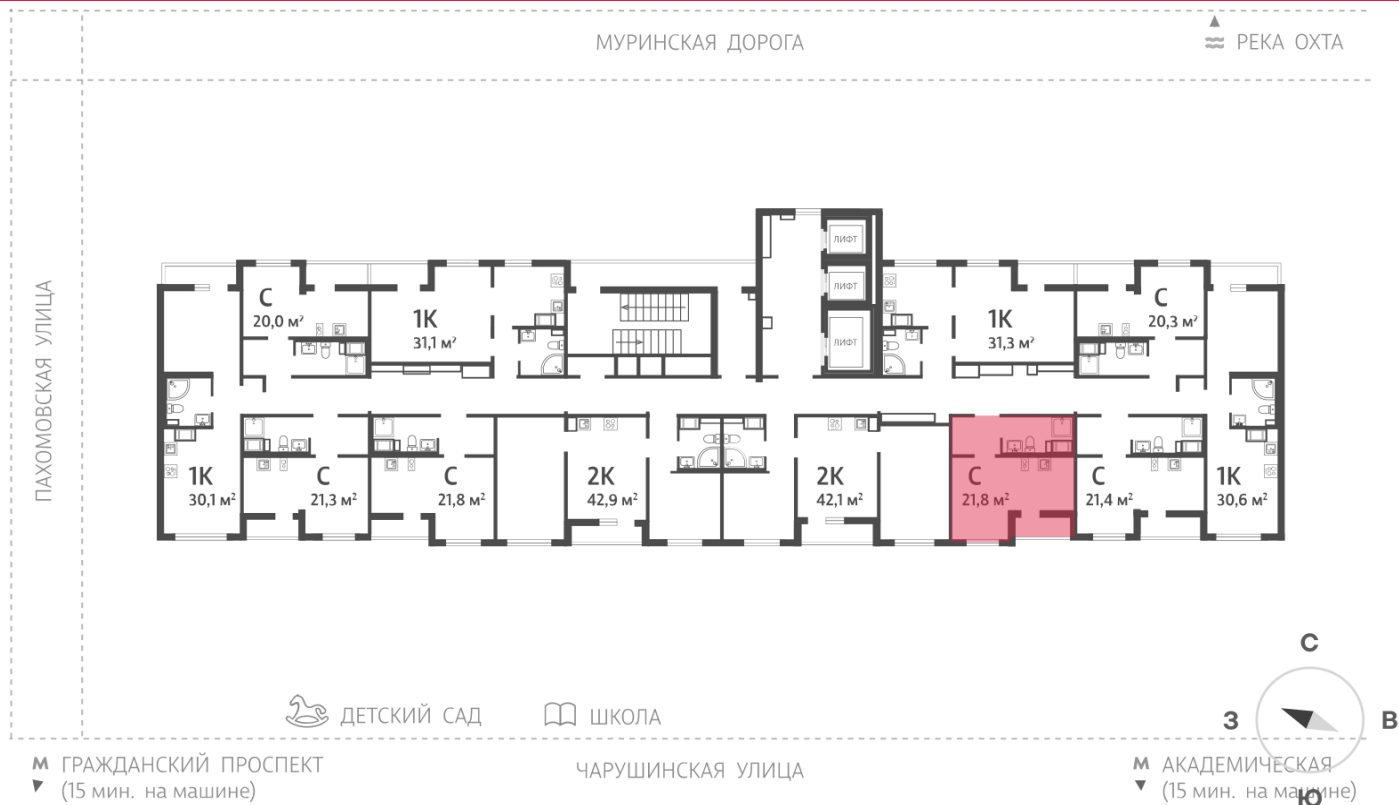 МУРИНСКАЯ ДОРОГА
РЕКА ОХТА
ПАХОМОВСКАЯ УЛИЦА
ЛИФТ
ЛИФТ
ЛИФТ
С
20,0 м²
1К
31,1 м²
1К
31,3 м²
С
20,3 м²
1К
30,1 м²
С
21,3 м²
С
21,8 м²
2К
42,9 м²
2К
42,1 м²
С
21,8 м²
С
21,4 м²
1К
30,6 м²
ДЕТСКИЙ САД
ШКОЛА
С
З
В
Ю
М ГРАЖДАНСКИЙ ПРОСПЕКТ
(15 мин. на машине)
ЧАРУШИНСКАЯ УЛИЦА
М АКАДЕМИЧЕСКАЯ
(15 мин. на машине)